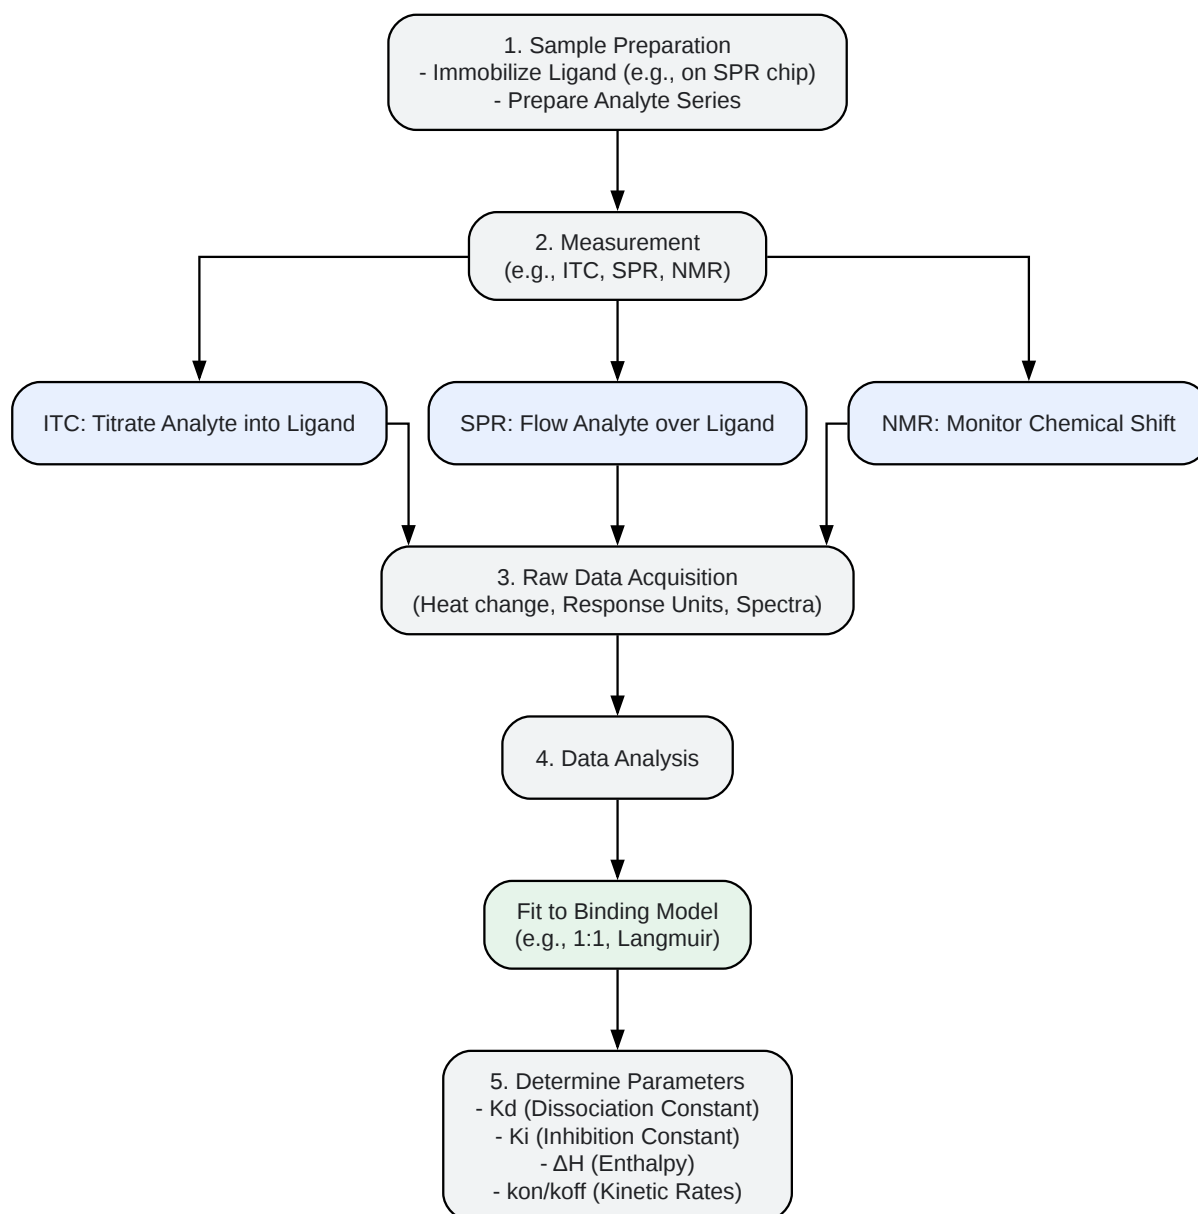 1. Sample Preparation
- Immobilize Ligand (e.g., on SPR chip)
- Prepare Analyte Series
2. Measurement
(e.g., ITC, SPR, NMR)
ITC: Titrate Analyte into Ligand
SPR: Flow Analyte over Ligand
NMR: Monitor Chemical Shift
3. Raw Data Acquisition
(Heat change, Response Units, Spectra)
4. Data Analysis
Fit to Binding Model
(e.g., 1:1, Langmuir)
5. Determine Parameters
- Kd (Dissociation Constant)
- Ki (Inhibition Constant)
- ΔH (Enthalpy)
- kon/koff (Kinetic Rates)